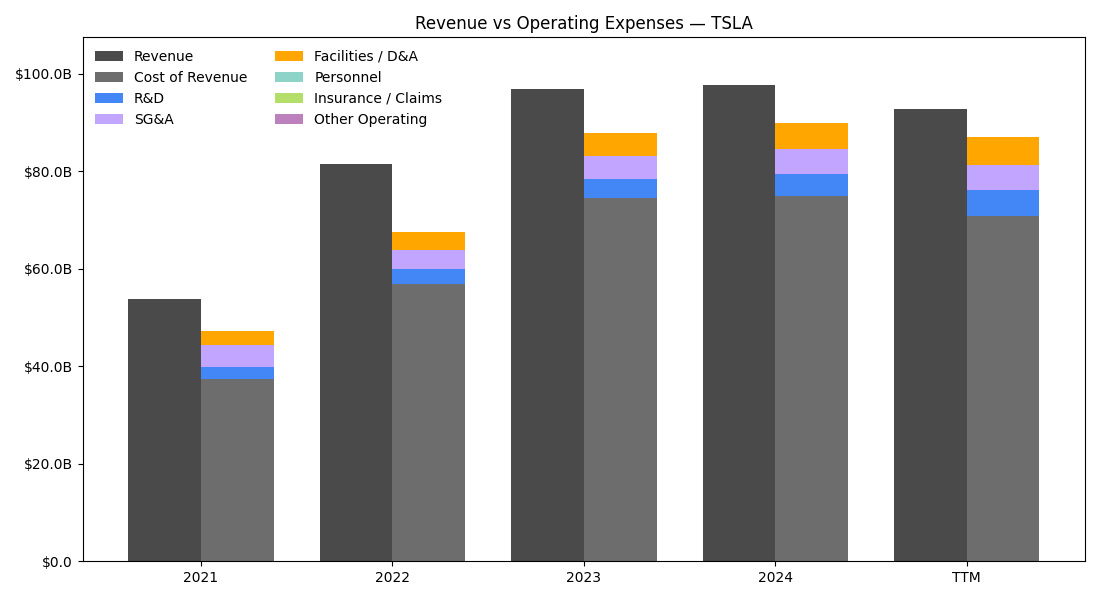 Revenue vs Operating Expenses — TSLA
Revenue
Cost of Revenue
R&D
SG&A
Facilities / D&A
Personnel
Insurance / Claims
Other Operating
$100.0B
$80.0B
$60.0B
$40.0B
$20.0B
$0.0
2021
2022
2023
2024
TTM